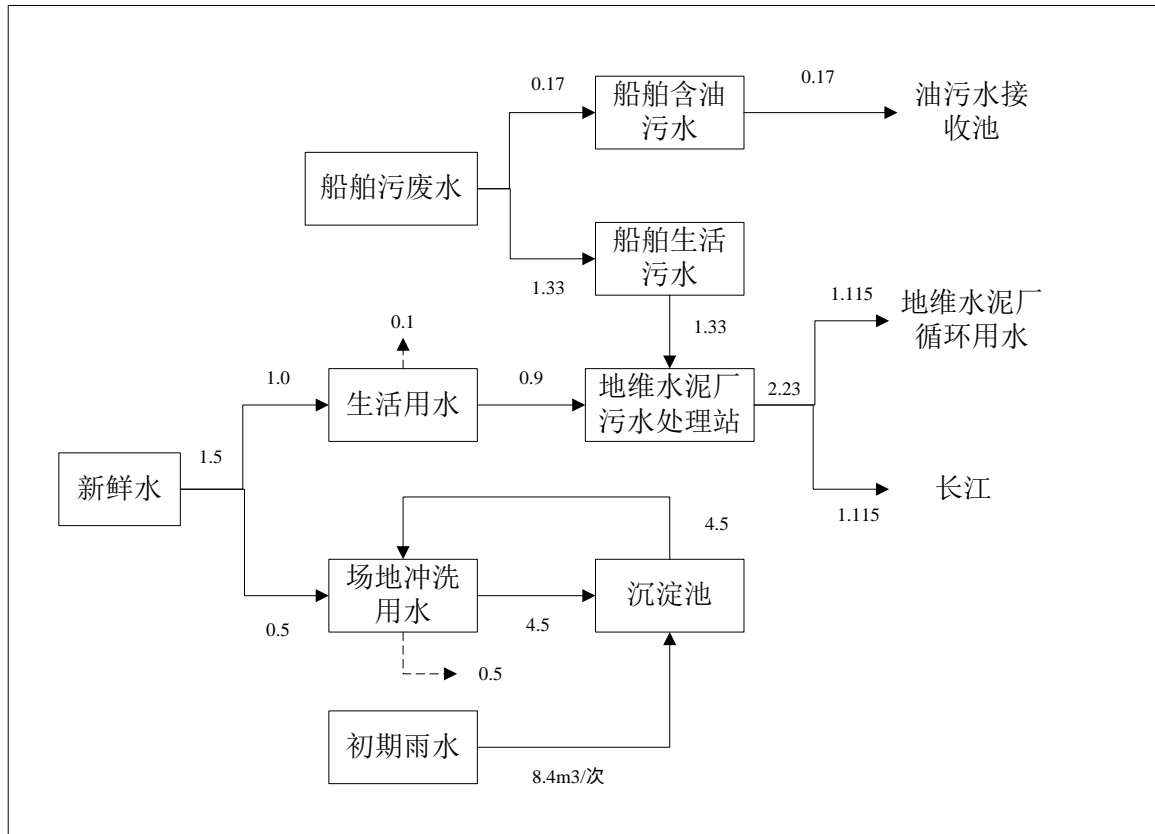 0.17
船舶含油
污水
0.17
油污水接
收池
船舶污废水
船舶生活
污水
1.33
1.33
1.115
地维水泥厂
循环用水
0.1
1.0
生活用水
0.9
地维水泥厂
污水处理站
2.23
1.5
新鲜水
长江
1.115
4.5
场地冲洗
用水
沉淀池
0.5
4.5
0.5
初期雨水
8.4m3/次